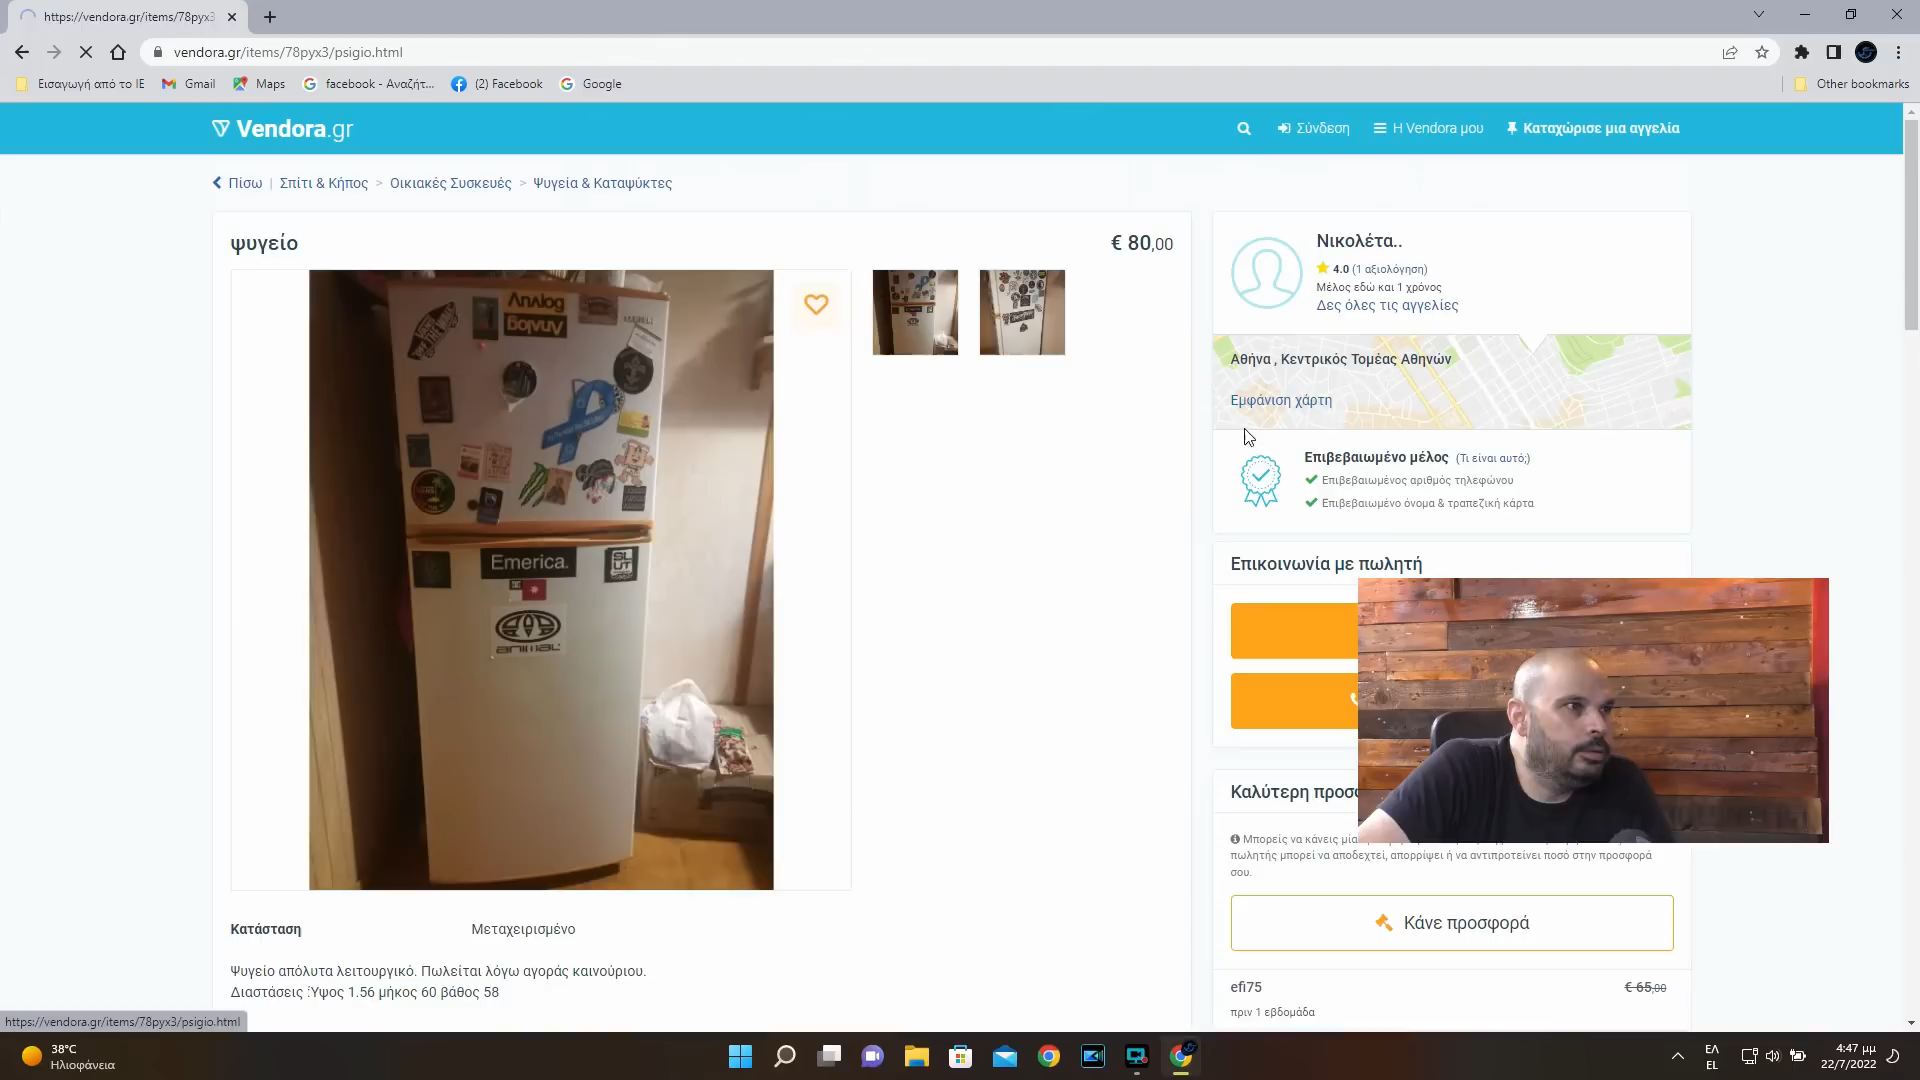 https://vendora.gr/items/78pyx3
vendora.gr/items/78pyx3/psigio.html
Εισαγωγή από το IE
Gmail
Maps
facebook - Αναζήτ...
(2) Facebook
Google
Other bookmarks
Vendora.gr
Σύνδεση
Η Vendora μου
Καταχώρισε μια αγγελία
Πίσω | Σπίτι & Κήπος > Οικιακές Συσκευές > Ψυγεία & Καταψύκτες
ψυγείο
€ 80,00
Analog
Analog
Emerica.
SLUT
ANIMAL
Νικολέτα..
4.0 (1 αξιολόγηση)
Μέλος εδώ και 1 χρόνος
Δες όλες τις αγγελίες
Αθήνα , Κεντρικός Τομέας Αθηνών
Εμφάνιση χάρτη
Επιβεβαιωμένο μέλος (Τι είναι αυτό;)
Επιβεβαιωμένος αριθμός τηλεφώνου
Επιβεβαιωμένο όνομα & τραπεζική κάρτα
Επικοινωνία με πωλητή
Καλύτερη προσ
Μπορείς να κάνεις μία
πωλητής μπορεί να αποδεχτεί, απορρίψει ή να αντιπροτείνει ποσό στην προσφορά
σου.
Κάνε προσφορά
efi75
€ 65,00
πριν 1 εβδομάδα
Κατάσταση
Μεταχειρισμένο
Ψυγείο απόλυτα λειτουργικό. Πωλείται λόγω αγοράς καινούριου.
Διαστάσεις :Ύψος 1.56 μήκος 60 βάθος 58
https://vendora.gr/items/78pyx3/psigio.html
38°C
Ηλιοφάνεια
ΕΛ
EL
4:47 μμ
22/7/2022